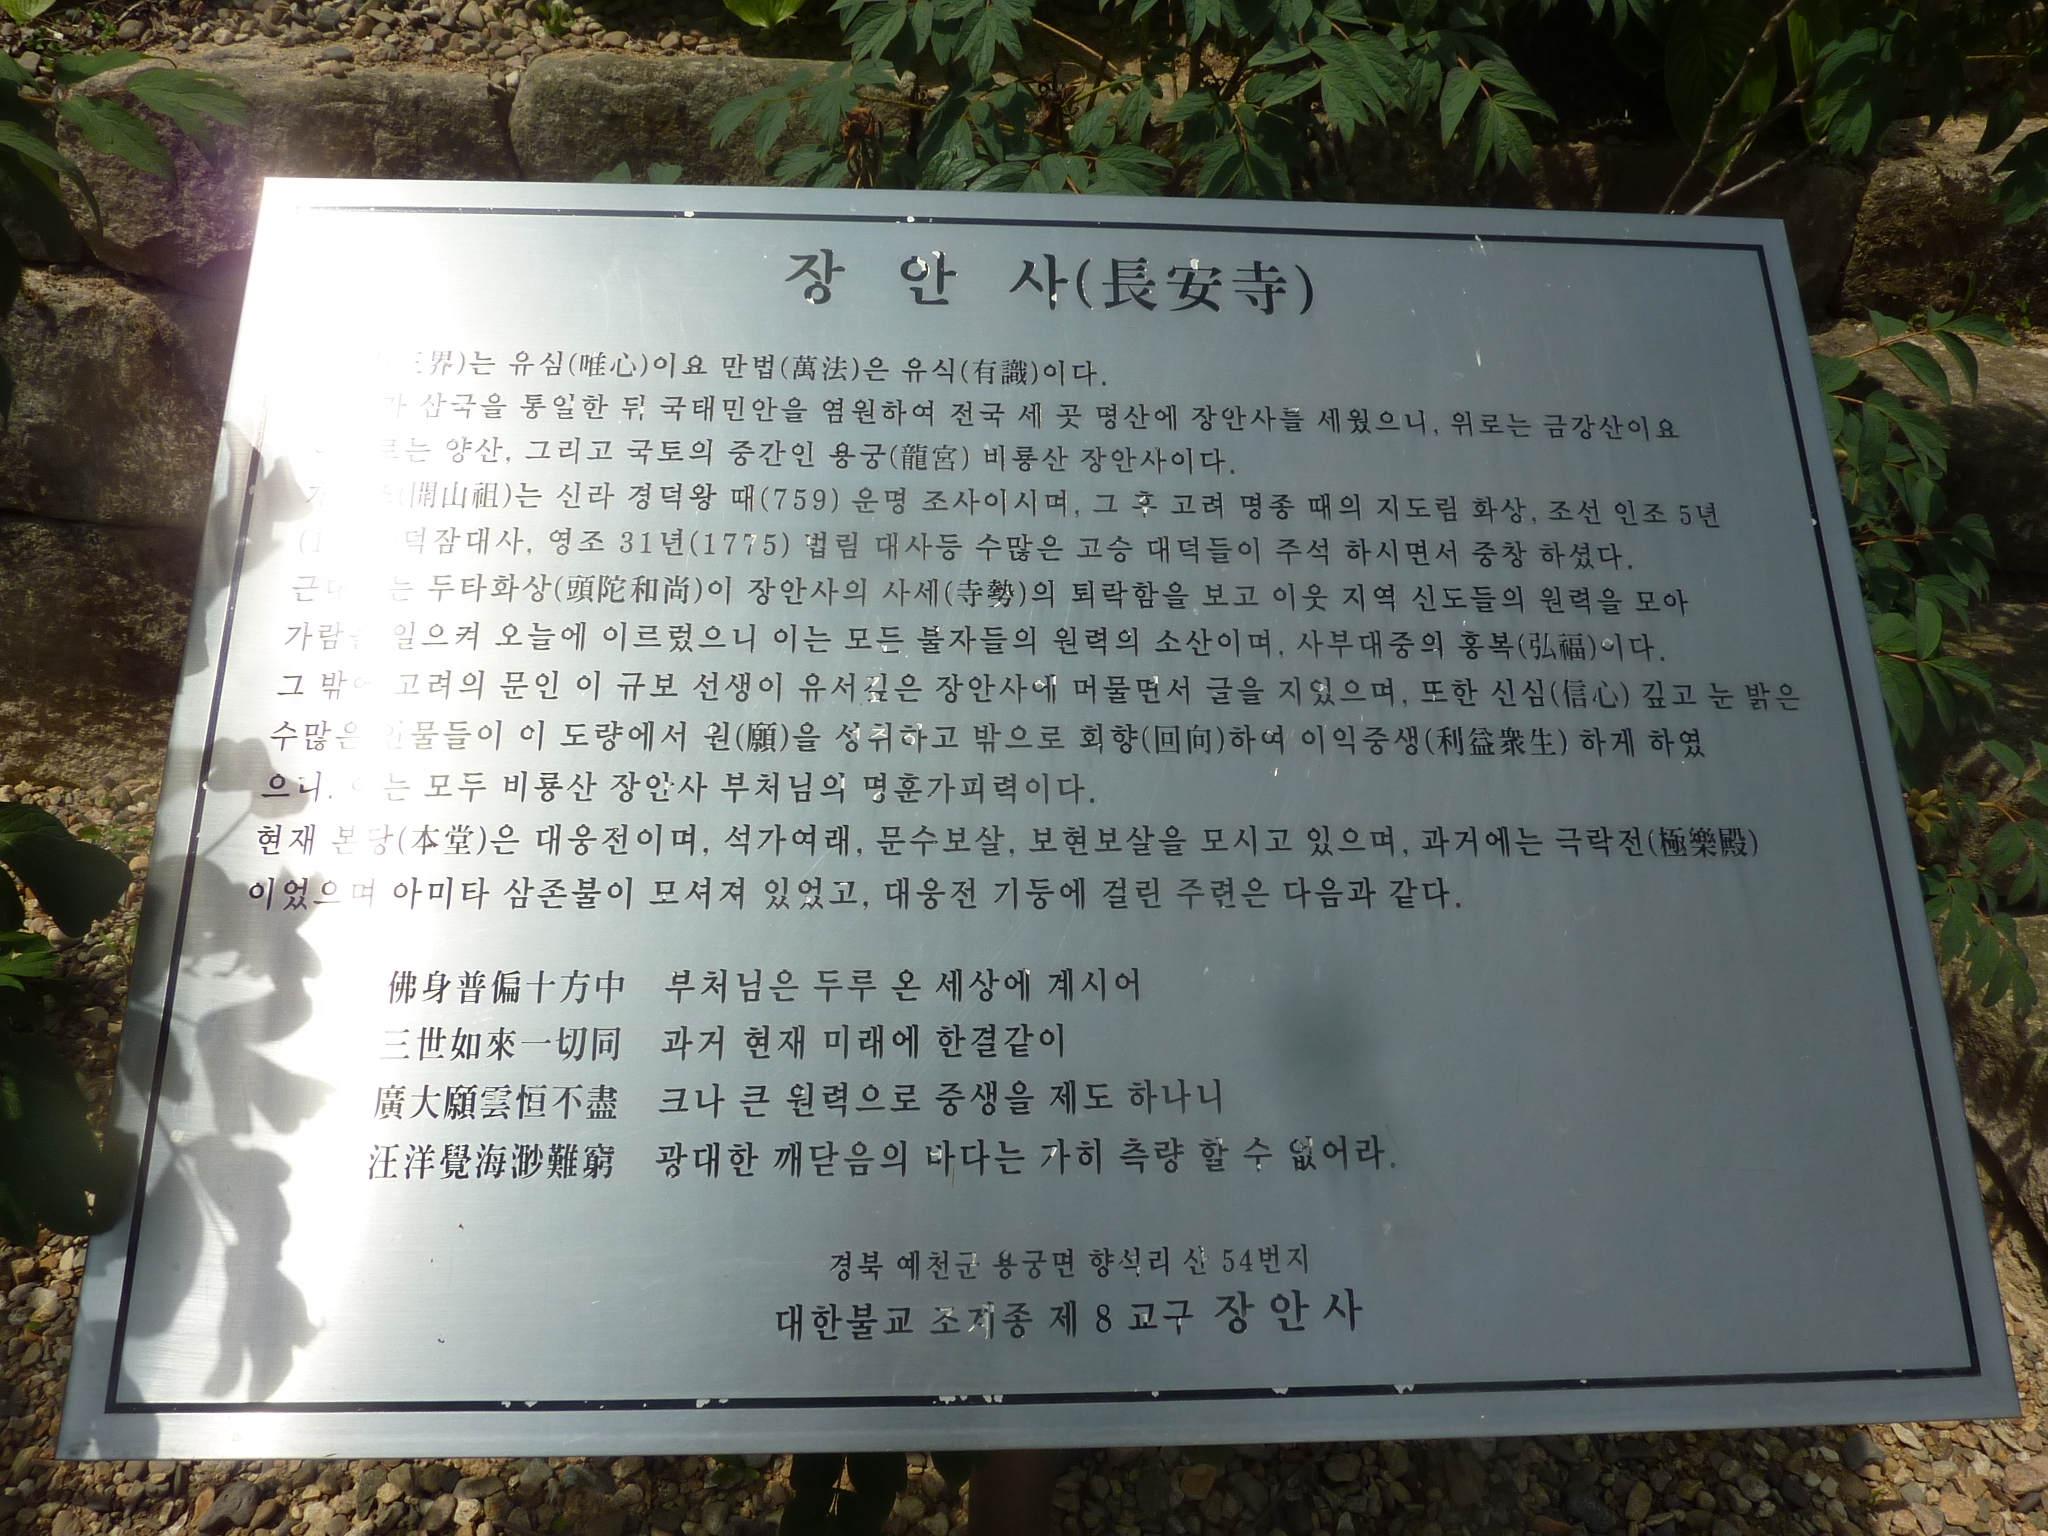 장 안 사(長安寺)
界)는 유심(唯心)이요 만법(萬法)은 유식(有識)이다.
삼국을 통일한 뒤 국태민안을 염원하여 전국 세 곳 명산에 장안사를 세웠으니, 위로는 금강산이요
양산, 그리고 국토의 중간인 용궁(龍宮) 비룡산 장안사이다.
(開山祖)는 신라 경덕왕 때(759) 운명 조사이시며, 그 후 고려 명종 때의 지도림 화상, 조선 인조 5년
덕잠대사, 영조 31년(1775) 법림 대사등 수많은 고승 대덕들이 주석 하시면서 중창 하셨다.
두타화상(頭陀和尚)이 장안사의 사세(寺勢)의 퇴락함을 보고 이웃 지역 신도들의 원력을 모아
가람을 일으켜 오늘에 이르렀으니 이는 모든 불자들의 원력의 소산이며, 사부대중의 홍복(弘福)이다.
그 밖에 고려의 문인 이 규보 선생이 유서깊은 장안사에 머물면서 글을 지었으며, 또한 신심(信心) 깊고 눈 밝은
수많은 인물들이 이 도량에서 원(願)을 성취하고 밖으로 회향(回向)하여 이익중생(利益衆生) 하게 하였
으니. 이는 모두 비룡산 장안사 부처님의 명훈가피력이다.
현재 본당(本堂)은 대웅전이며, 석가여래, 문수보살, 보현보살을 모시고 있으며, 과거에는 극락전(極樂殿)
이었으며 아미타 삼존불이 모셔져 있었고, 대웅전 기둥에 걸린 주련은 다음과 같다.
佛身普偏十方中 부처님은 두루 온 세상에 계시어
三世如來一切同 과거 현재 미래에 한결같이
廣大願雲恒不盡 크나 큰 원력으로 중생을 제도 하나니
汪洋覺海渺難窮 광대한 깨닫음의 바다는 가히 측량 할 수 없어라.
경북 예천군 용궁면 향석리 산 54번지
대한불교 조계종 제 8 교구 장 안 사